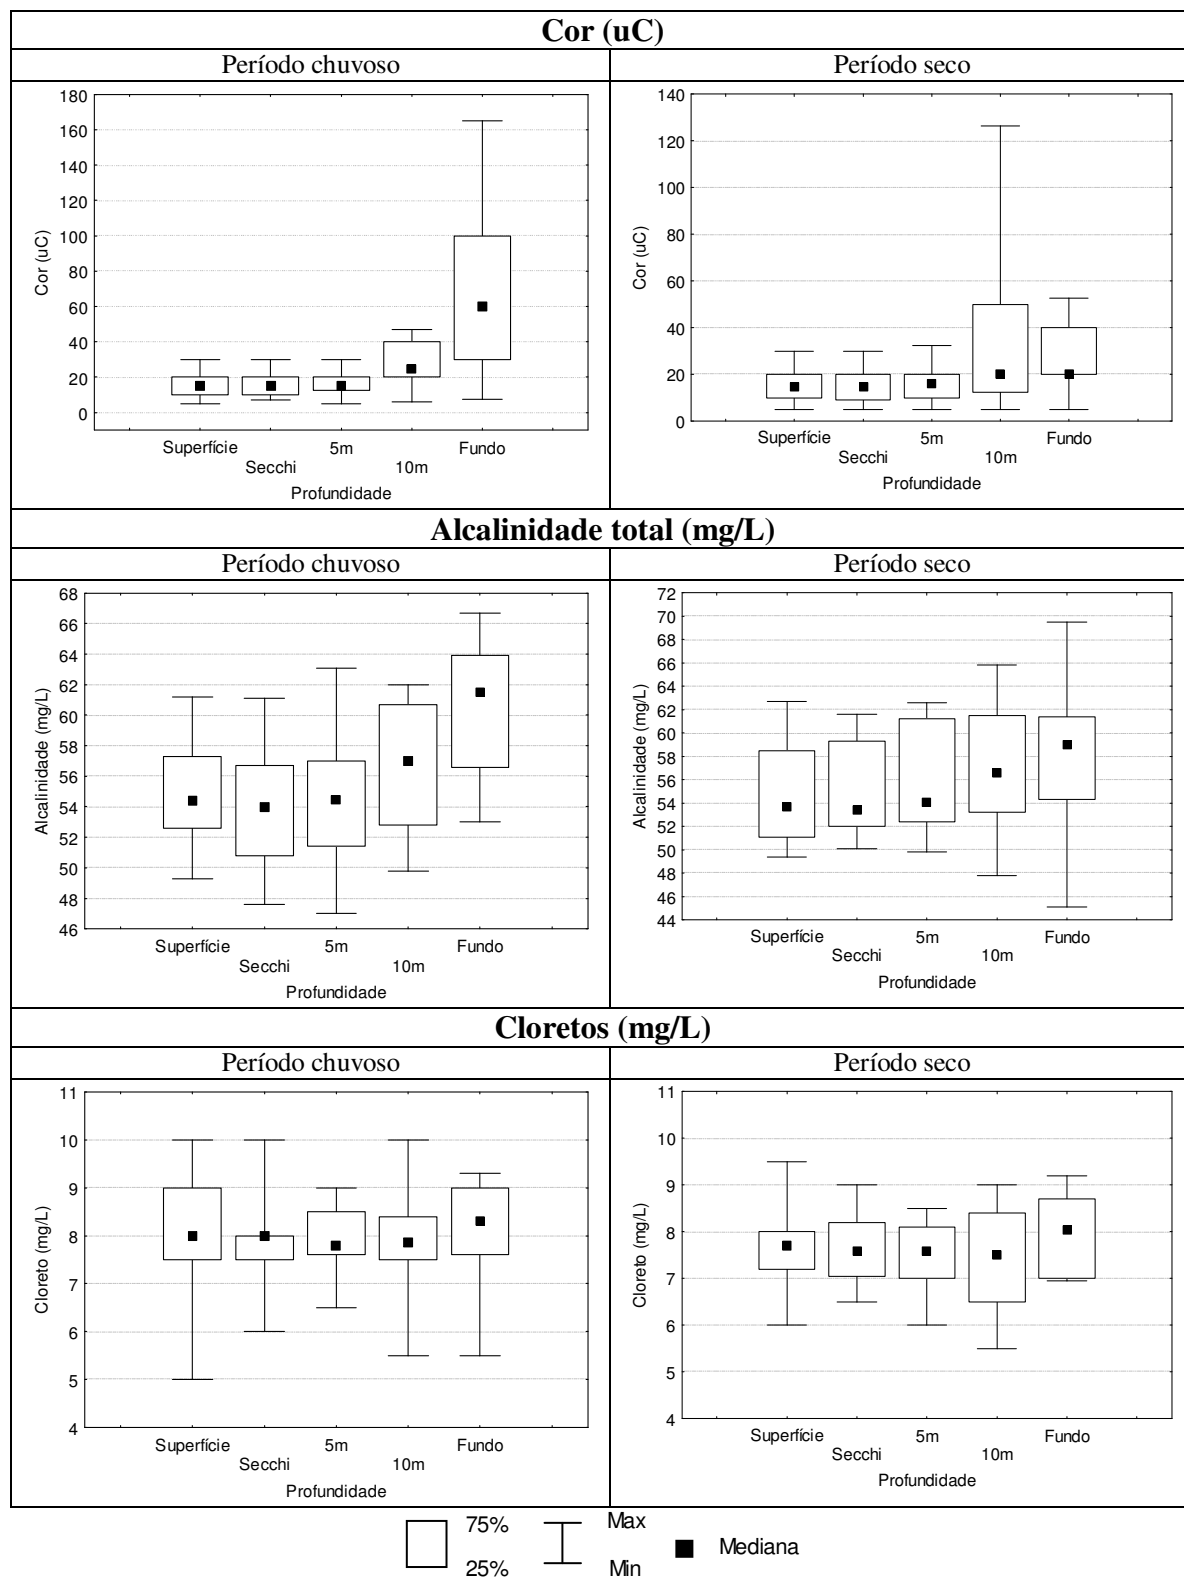 Cor (uC)
Período chuvoso
Período seco
180
160
140
120
100
80
60
40
20
0
Cor (uC)
Superfície
Secchi
5m
10m
Fundo
Profundidade
140
120
100
80
60
40
20
0
Cor (uC)
Superfície
Secchi
5m
10m
Fundo
Profundidade
Alcalinidade total (mg/L)
Período chuvoso
Período seco
68
66
64
62
60
58
56
54
52
50
48
46
Alcalinidade (mg/L)
Superfície
Secchi
5m
10m
Fundo
Profundidade
72
70
68
66
64
62
60
58
56
54
52
50
48
46
44
Alcalinidade (mg/L)
Superfície
Secchi
5m
10m
Fundo
Profundidade
Cloretos (mg/L)
Período chuvoso
Período seco
11
10
9
8
7
6
5
4
Cloreto (mg/L)
Superfície
Secchi
5m
10m
Fundo
Profundidade
11
10
9
8
7
6
5
4
Cloreto (mg/L)
Superfície
Secchi
5m
10m
Fundo
Profundidade
75%
25%
Max
Min
Mediana